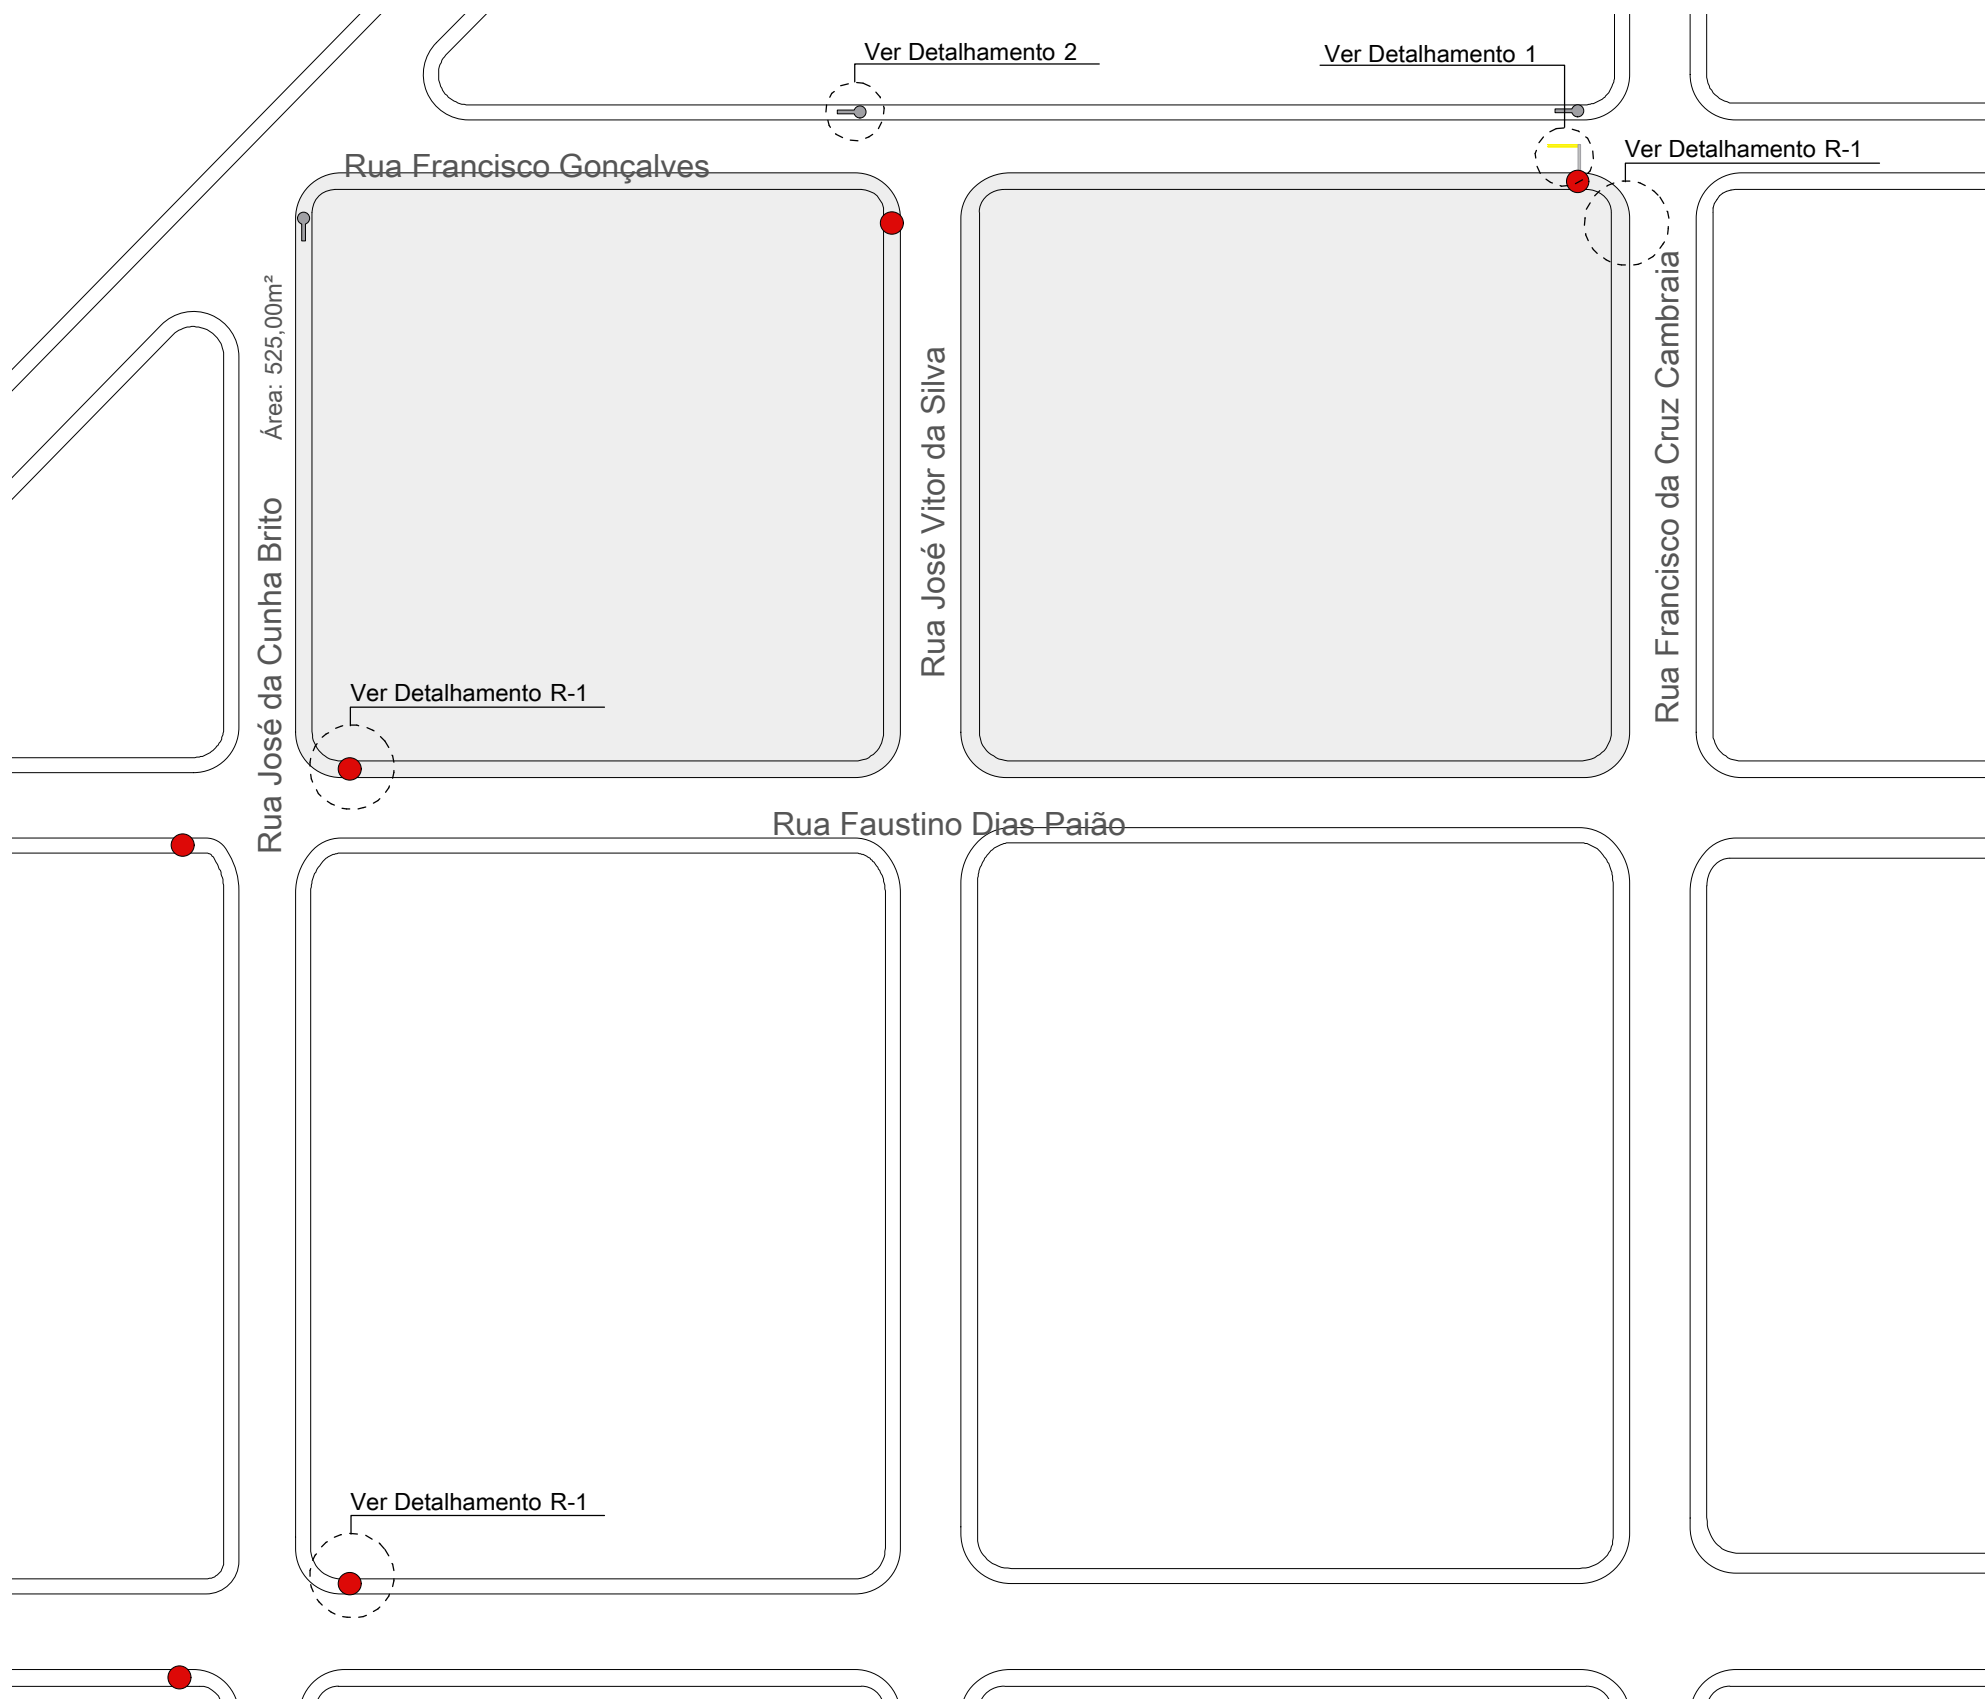 Ver Detalhamento 2
Ver Detalhamento 1
Ver Detalhamento R-1
Rua Francisco Gonçalves
Área: 525,00m²
Rua José da Cunha Brito
Rua José Vitor da Silva
Rua Francisco da Cruz Cambraia
Ver Detalhamento R-1
Rua Faustino Dias Paião
Ver Detalhamento R-1